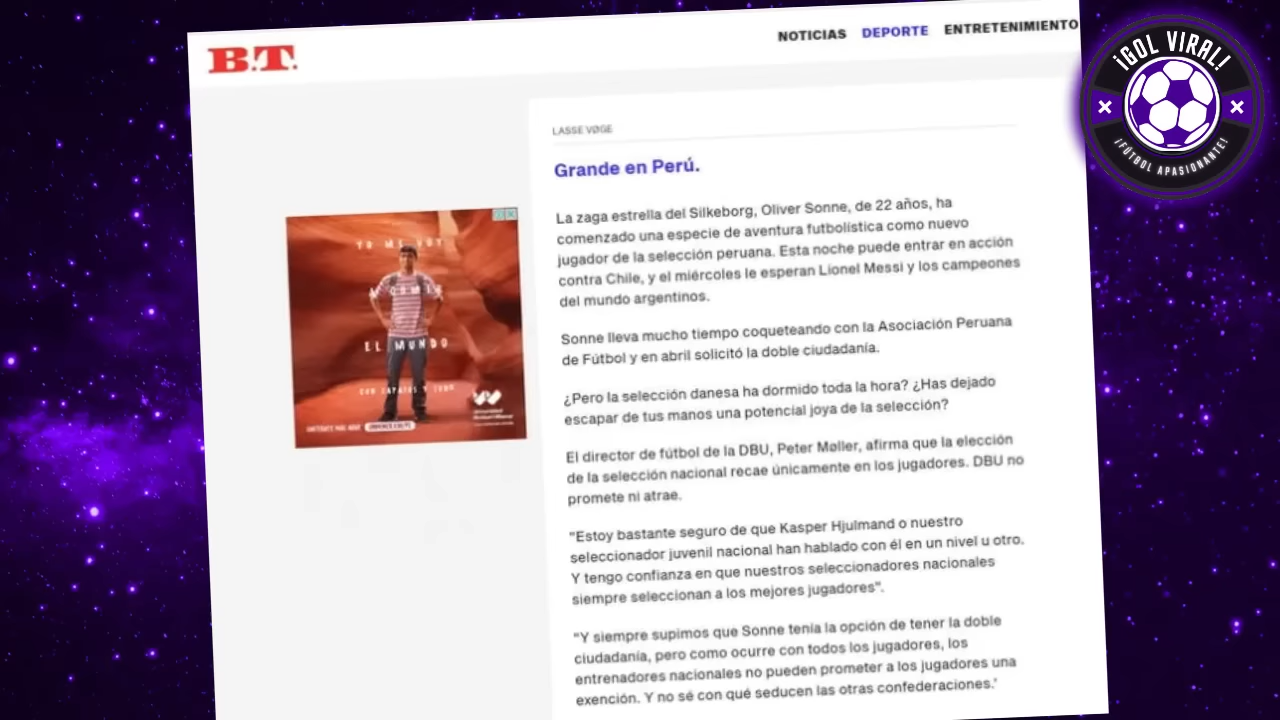 B.T.
NOTICIAS DEPORTE ENTRETENIMIENTO
¡GOL VIRAL!
¡FÚTBOL APASIONANTE!
LASSE VØGE
Grande en Perú.
La zaga estrella del Silkeborg, Oliver Sonne, de 22 años, ha
comenzado una especie de aventura futbolística como nuevo
jugador de la selección peruana. Esta noche puede entrar en acción
contra Chile, y el miércoles le esperan Lionel Messi y los campeones
del mundo argentinos.
Sonne lleva mucho tiempo coqueteando con la Asociación Peruana
de Fútbol y en abril solicitó la doble ciudadanía.
¿Pero la selección danesa ha dormido toda la hora? ¿Has dejado
escapar de tus manos una potencial joya de la selección?
El director de fútbol de la DBU, Peter Møller, afirma que la elección
de la selección nacional recae únicamente en los jugadores. DBU no
promete ni atrae.
"Estoy bastante seguro de que Kasper Hjulmand o nuestro
seleccionador juvenil nacional han hablado con él en un nivel u otro.
Y tengo confianza en que nuestros seleccionadores nacionales
siempre seleccionan a los mejores jugadores".
"Y siempre supimos que Sonne tenía la opción de tener la doble
ciudadanía, pero como ocurre con todos los jugadores, los
entrenadores nacionales no pueden prometer a los jugadores una
exención. Y no sé con qué seducen las otras confederaciones.'
YO ME VOY
EL MUNDO